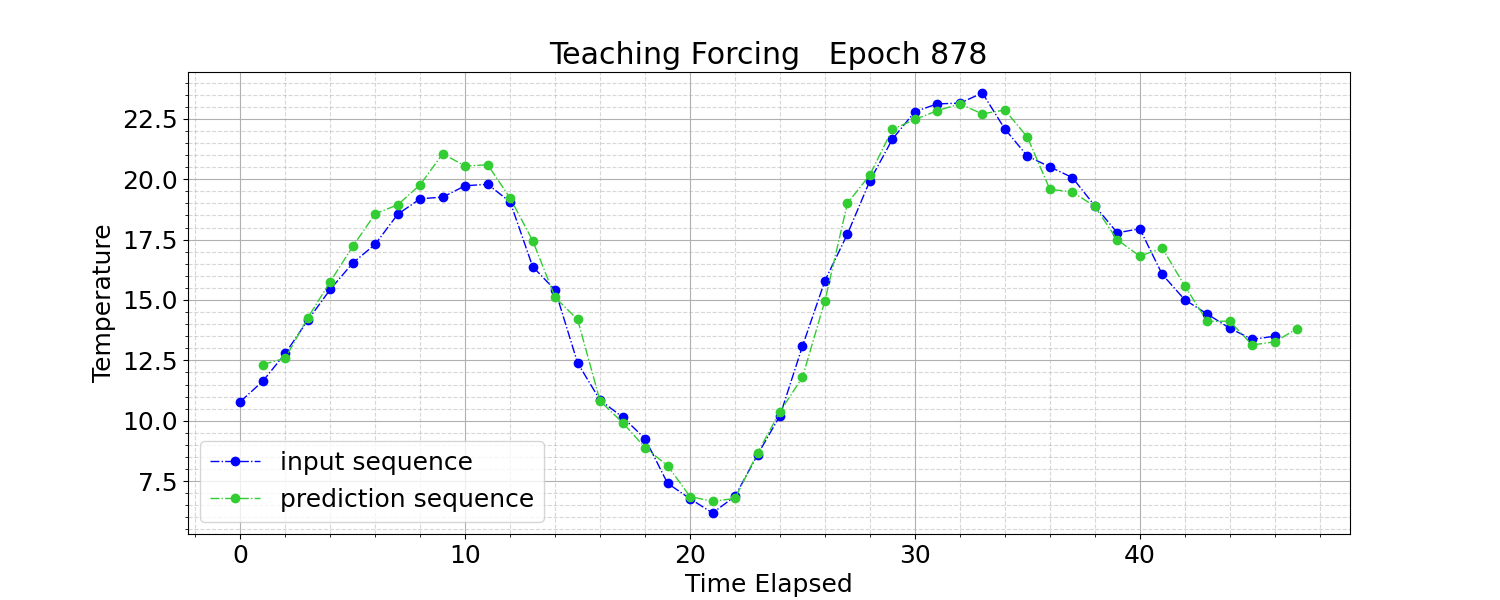 Teaching Forcing   Epoch 878
Temperature
22.5
20.0
17.5
15.0
12.5
10.0
7.5
input sequence
prediction sequence
0 10 20 30 40
Time Elapsed